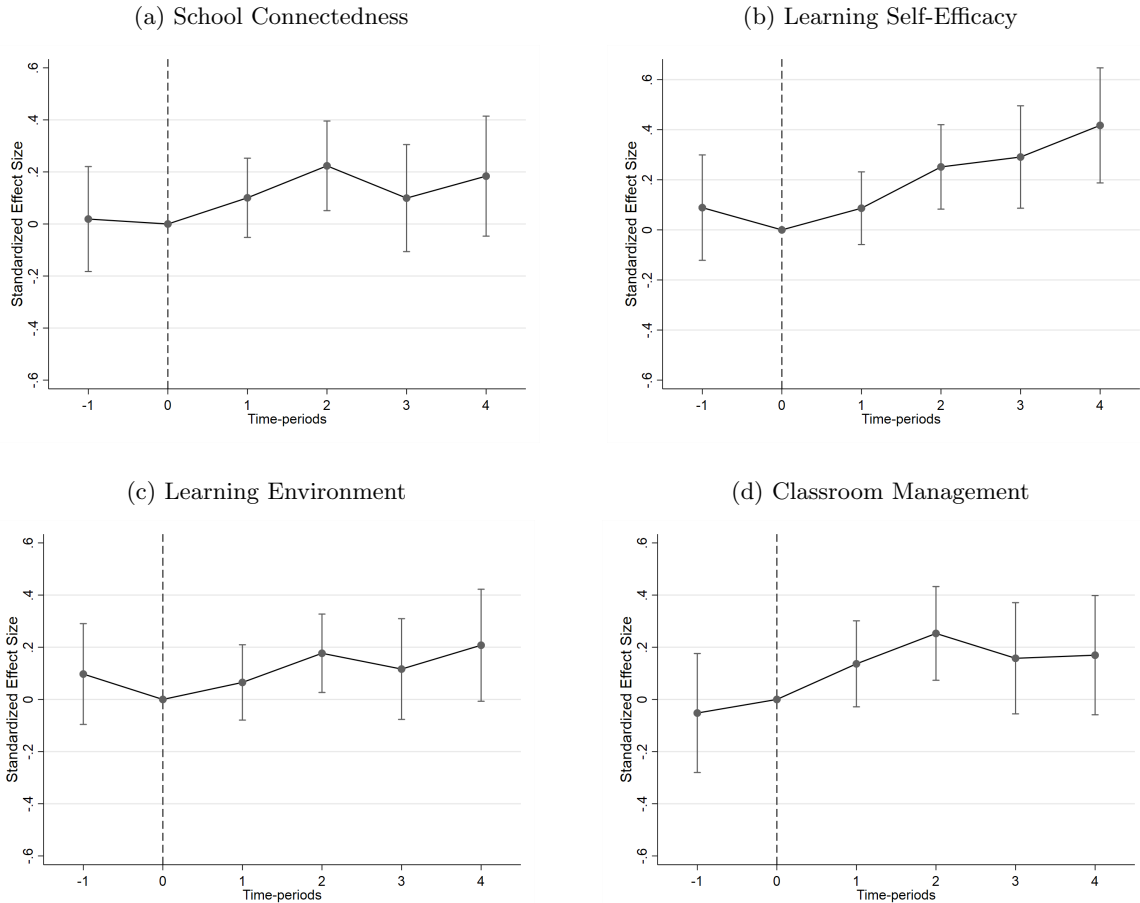 (a) School Connectedness
Standardized Effect Size
.6
.4
.2
0
-.2
-.4
-.6
-1 0 1 2 3 4
Time-periods
(b) Learning Self-Efficacy
Standardized Effect Size
.6
.4
.2
0
-.2
-.4
-.6
-1 0 1 2 3 4
Time-periods
(c) Learning Environment
Standardized Effect Size
.6
.4
.2
0
-.2
-.4
-.6
-1 0 1 2 3 4
Time-periods
(d) Classroom Management
Standardized Effect Size
.6
.4
.2
0
-.2
-.4
-.6
-1 0 1 2 3 4
Time-periods